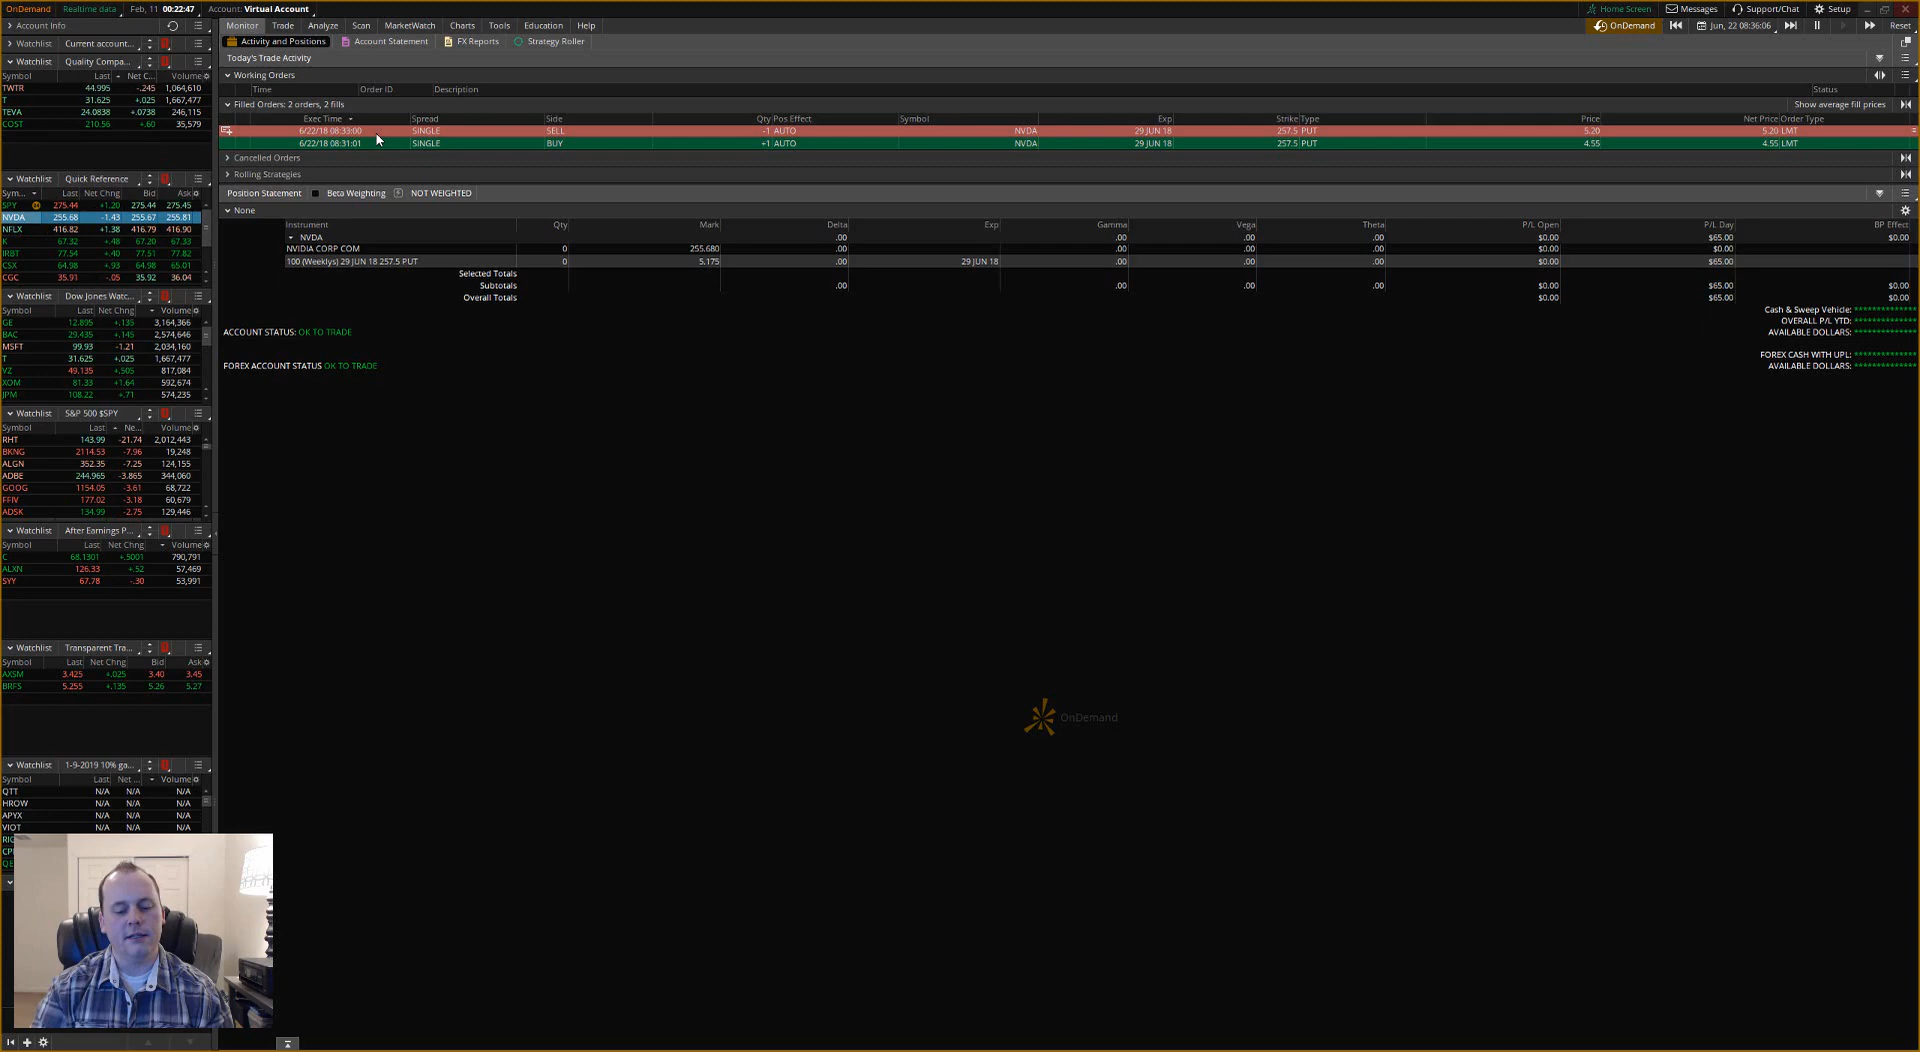 OnDemand Realtime data Feb, 11 00:22:47 Account: Virtual Account Home Screen Messages Support/Chat Setup
Account Info
Monitor Trade Analyze Scan MarketWatch Charts Tools Education Help OnDemand Jun, 22 08:36:06 Reset
Activity and Positions Account Statement FX Reports Strategy Roller
Watchlist Current account...
Watchlist Quality Compa...
Symbol Last Net C... Volume
TWTR 44.995 -.245 1,064,610
T 31.625 +.025 1,667,477
TEVA 24.0838 +.0738 246,115
COST 210.56 +.60 35,579
Watchlist Quick Reference
Sym... Last Net Chng Bid Ask
SPY 275.44 +1.20 275.44 275.45
NVDA 255.68 -1.43 255.67 255.81
NFLX 416.82 +1.38 416.79 416.90
K 67.32 +.48 67.20 67.33
IRBT 77.54 +.40 77.51 77.82
CSX 64.98 +.93 64.98 65.01
CGC 35.91 -.05 35.92 36.04
Watchlist Dow Jones Watc...
Symbol Last Net Chng Volume
GE 12.895 +.135 3,164,366
BAC 29.435 +.145 2,574,646
MSFT 99.93 -1.21 2,034,160
T 31.625 +.025 1,667,477
VZ 49.135 +.505 817,084
XOM 81.33 +1.64 592,674
JPM 108.22 +.71 574,235
Watchlist S&P 500 $SPY
Symbol Last Ne... Volume
RHT 143.99 -21.74 2,012,443
BKNG 2114.53 -7.96 19,248
ALGN 352.35 -7.25 124,155
ADBE 244.965 -3.865 344,060
GOOG 1154.05 -3.61 68,722
FFIV 177.02 -3.18 60,679
ADSK 134.99 -2.75 129,446
Watchlist After Earnings P...
Symbol Last Net Chng Volume
C 68.1301 +.5001 790,791
ALXN 126.33 +.52 57,469
SYY 67.78 -.30 53,991
Watchlist Transparent Tra...
Symbol Last Net Chng Bid Ask
AXSM 3.425 +.025 3.40 3.45
BRFS 5.255 +.135 5.26 5.27
Watchlist 1-9-2019 10% ga...
Symbol Last Net ... Volume
QTT N/A N/A N/A
HROW N/A N/A N/A
APYX N/A N/A N/A
VIOT N/A N/A N/A
Today's Trade Activity
Working Orders
Time Order ID Description Status
Filled Orders: 2 orders, 2 fills Show average fill prices
Exec Time Spread Side Qty Pos Effect Symbol Exp Strike Type Price Net Price Order Type
6/22/18 08:33:00 SINGLE SELL -1 AUTO NVDA 29 JUN 18 257.5 PUT 5.20 5.20 LMT
6/22/18 08:31:01 SINGLE BUY +1 AUTO NVDA 29 JUN 18 257.5 PUT 4.55 4.55 LMT
Cancelled Orders
Rolling Strategies
Position Statement Beta Weighting NOT WEIGHTED
None
Instrument Qty Mark Delta Exp Gamma Vega Theta P/L Open P/L Day BP Effect
NVDA .00 .00 .00 .00 $0.00 $65.00 $0.00
NVIDIA CORP COM 0 255.680 .00 .00 .00 .00 $0.00 $0.00
100 (Weeklys) 29 JUN 18 257.5 PUT 0 5.175 .00 29 JUN 18 .00 .00 .00 $0.00 $65.00
Selected Totals
Subtotals .00 .00 .00 .00 $0.00 $65.00 $0.00
Overall Totals $0.00 $65.00 $0.00
Cash & Sweep Vehicle: **************
OVERALL P/L YTD: **************
ACCOUNT STATUS: OK TO TRADE AVAILABLE DOLLARS: **************
FOREX CASH WITH UPL: **************
FOREX ACCOUNT STATUS OK TO TRADE AVAILABLE DOLLARS: **************
OnDemand